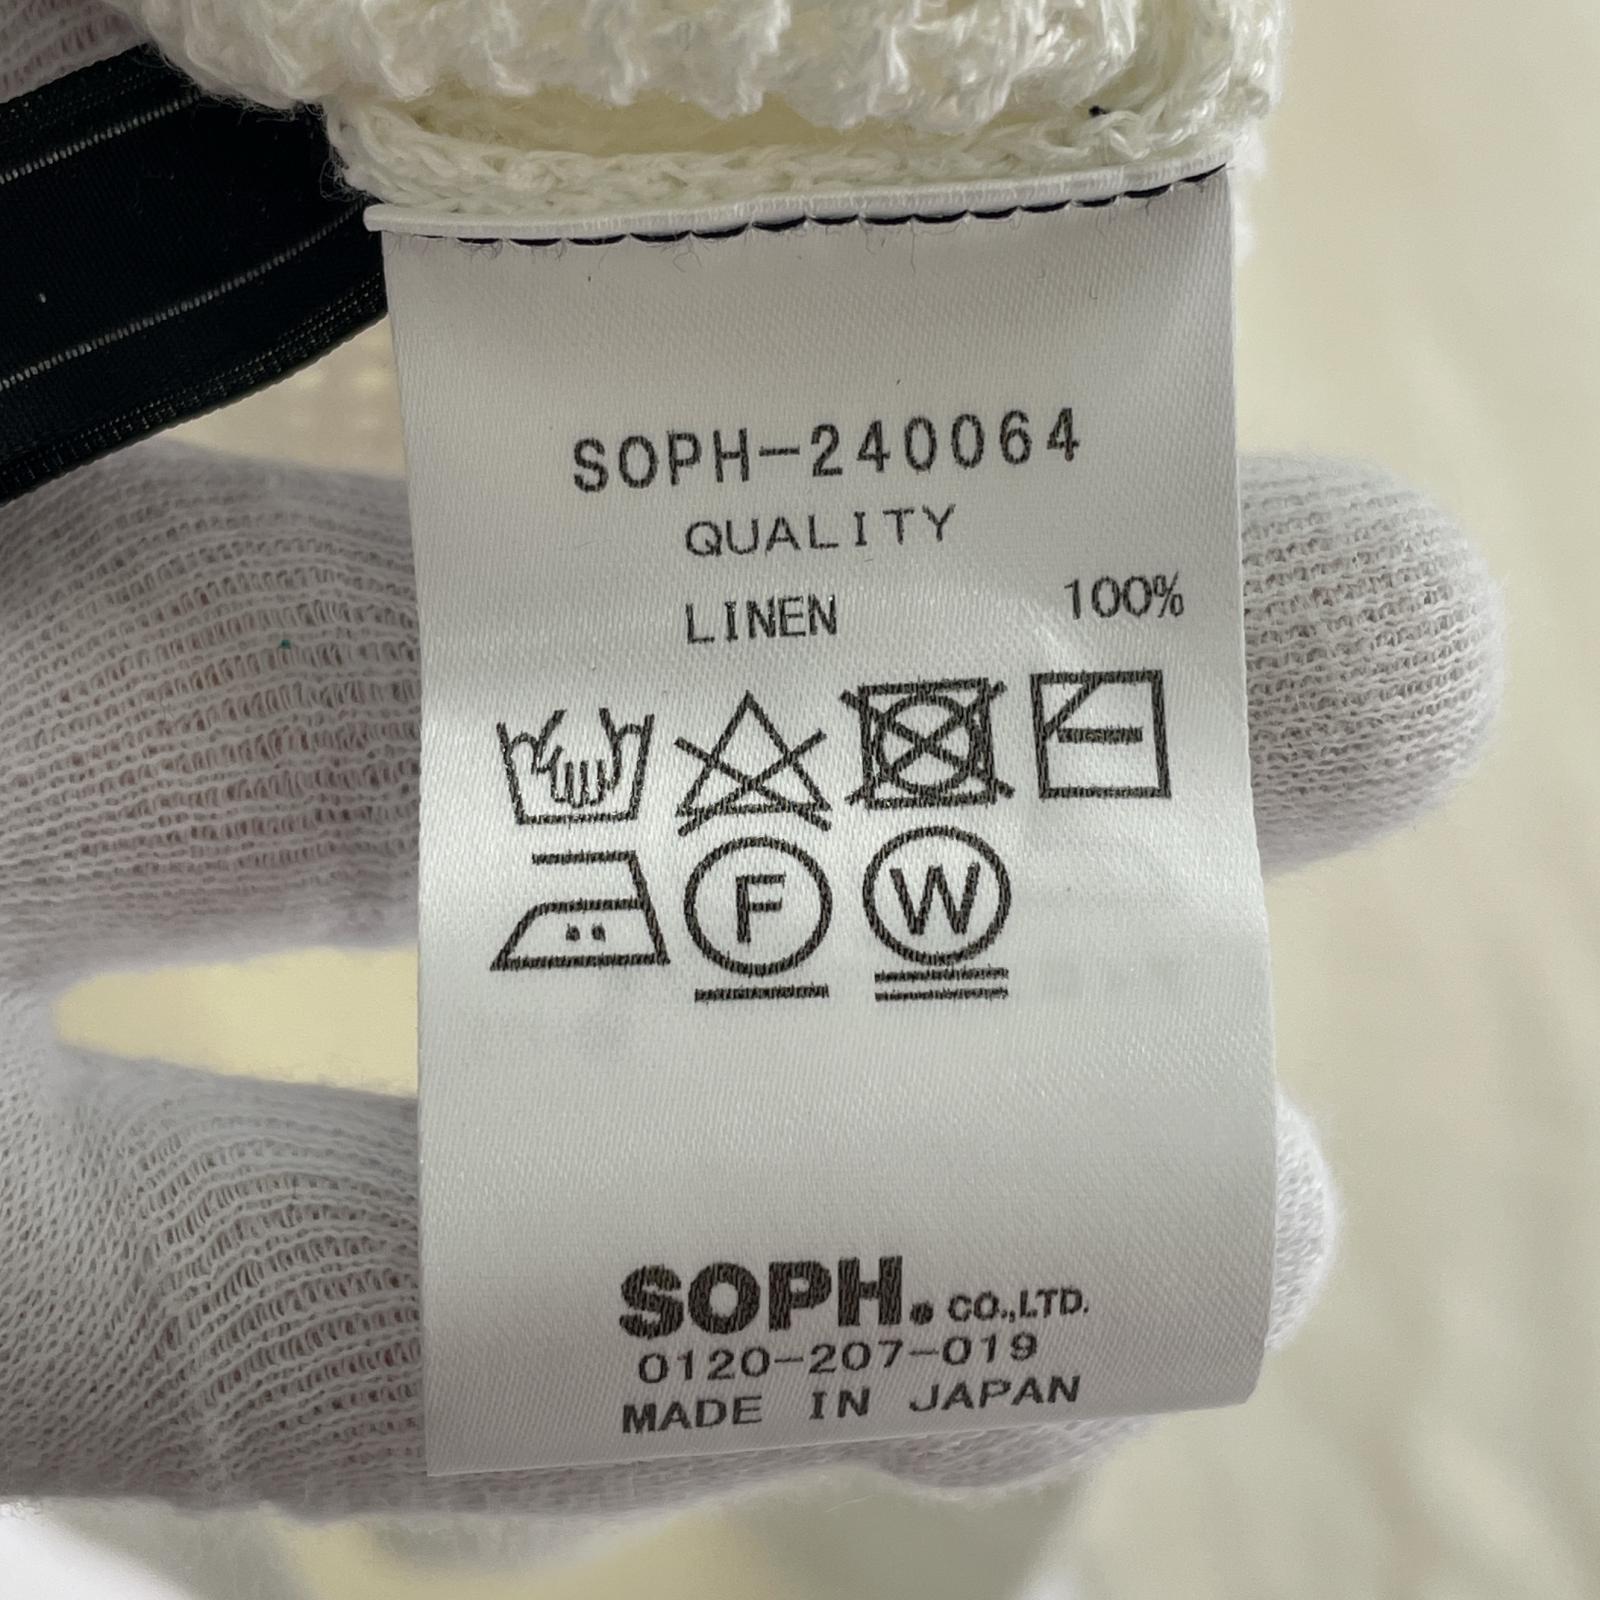 SOPH-240064
QUALITY
LINEN 100%
F W
SOPH. CO.,LTD.
0120-207-019
MADE IN JAPAN